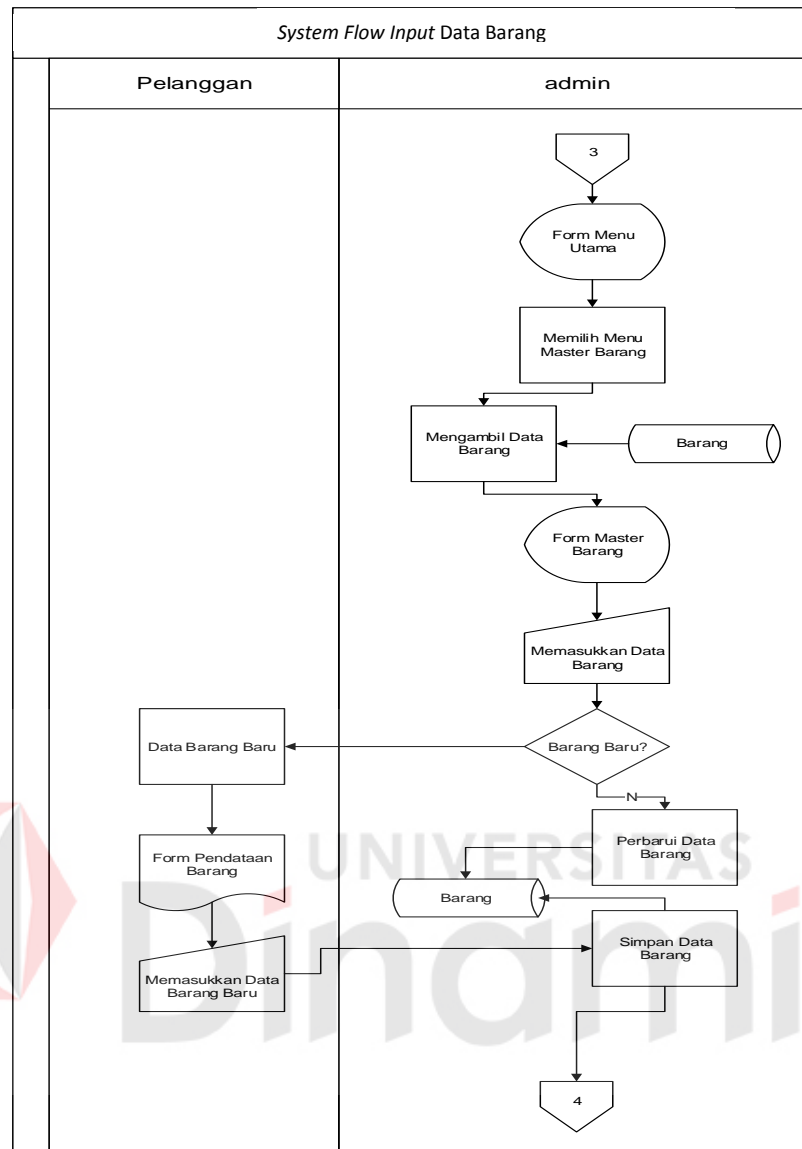 System Flow Input Data Barang
Pelanggan
admin
3
Form Menu
Utama
Memilih Menu
Master Barang
Mengambil Data
Barang
Barang
Form Master
Barang
Memasukkan Data
Barang
Barang Baru?
Data Barang Baru
N
Perbarui Data
Barang
Form Pendataan
Barang
Barang
Simpan Data
Barang
Memasukkan Data
Barang Baru
4
UNIVERSITAS
Dinami